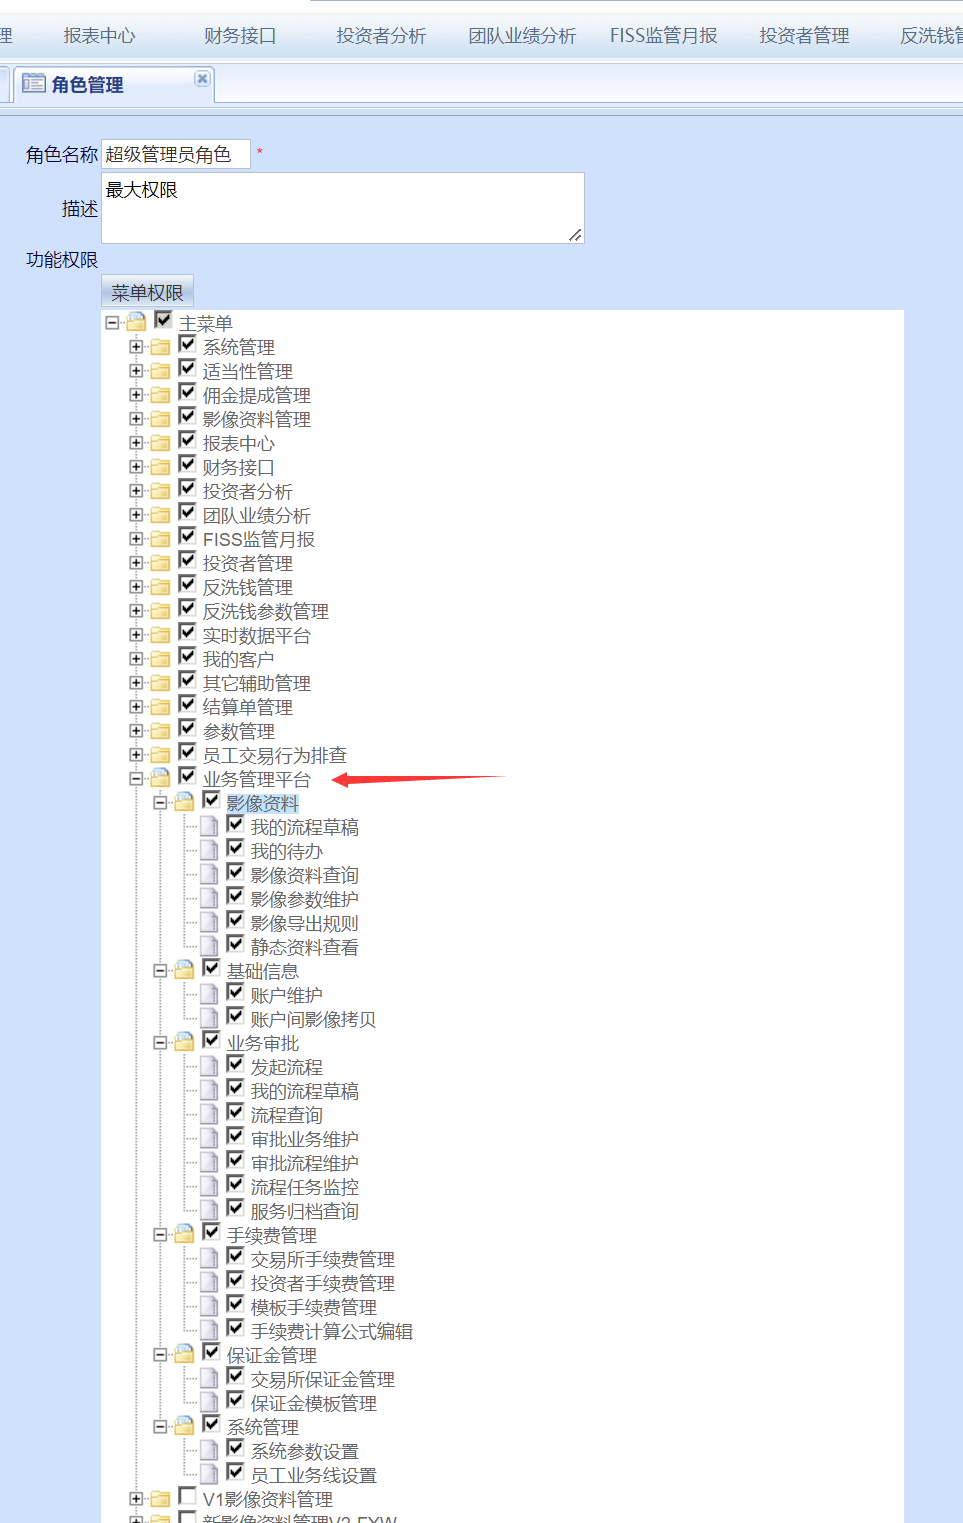 理 报表中心 财务接口 投资者分析 团队业绩分析 FISS监管月报 投资者管理 反洗钱管
角色管理
角色名称 超级管理员角色 *
描述 最大权限
功能权限
菜单权限
主菜单
系统管理
适当性管理
佣金提成管理
影像资料管理
报表中心
财务接口
投资者分析
团队业绩分析
FISS监管月报
投资者管理
反洗钱管理
反洗钱参数管理
实时数据平台
我的客户
其它辅助管理
结算单管理
参数管理
员工交易行为排查
业务管理平台
影像资料
我的流程草稿
我的待办
影像资料查询
影像参数维护
影像导出规则
静态资料查看
基础信息
账户维护
账户间影像拷贝
业务审批
发起流程
我的流程草稿
流程查询
审批业务维护
审批流程维护
流程任务监控
服务归档查询
手续费管理
交易所手续费管理
投资者手续费管理
模板手续费管理
手续费计算公式编辑
保证金管理
交易所保证金管理
保证金模板管理
系统管理
系统参数设置
员工业务线设置
V1影像资料管理
新影像资料管理V2-FXW